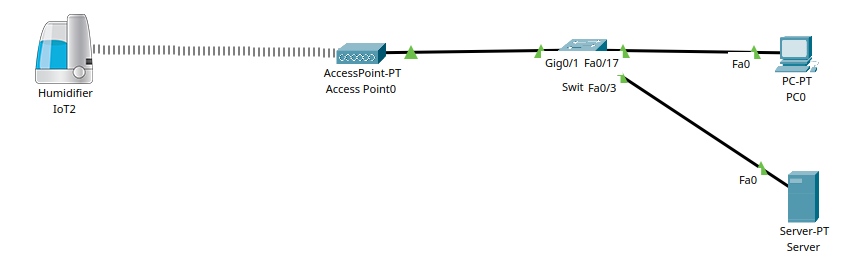 Humidifier
IoT2
AccessPoint-PT
Access Point0
Gig0/1 Fa0/17
Swit Fa0/3
Fa0
PC-PT
PC0
Fa0
Server-PT
Server